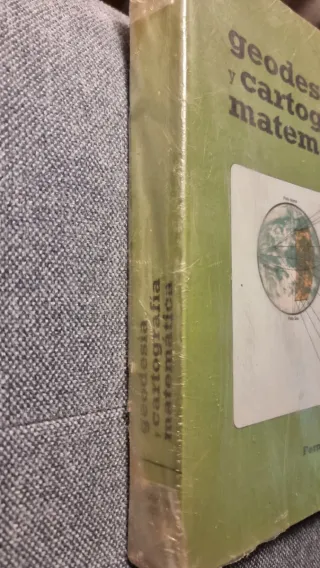 geodes
y cartog
matem
geodesia
y cartografía
matemática